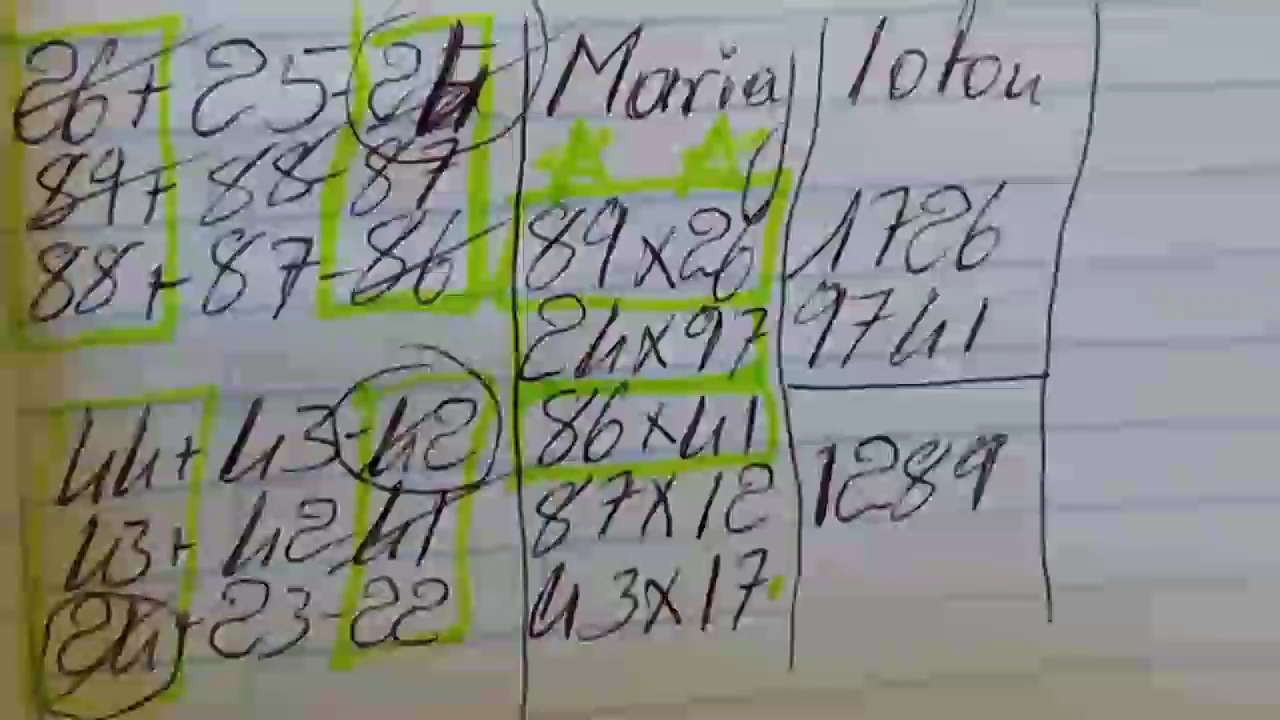 26+25-24
89+88-87
88+87-86
44+43-42
43+42-41
24+23-22
Maria
A A
89x26
24x97
86x41
87x12
43x17
lotou
1726
9741
1289